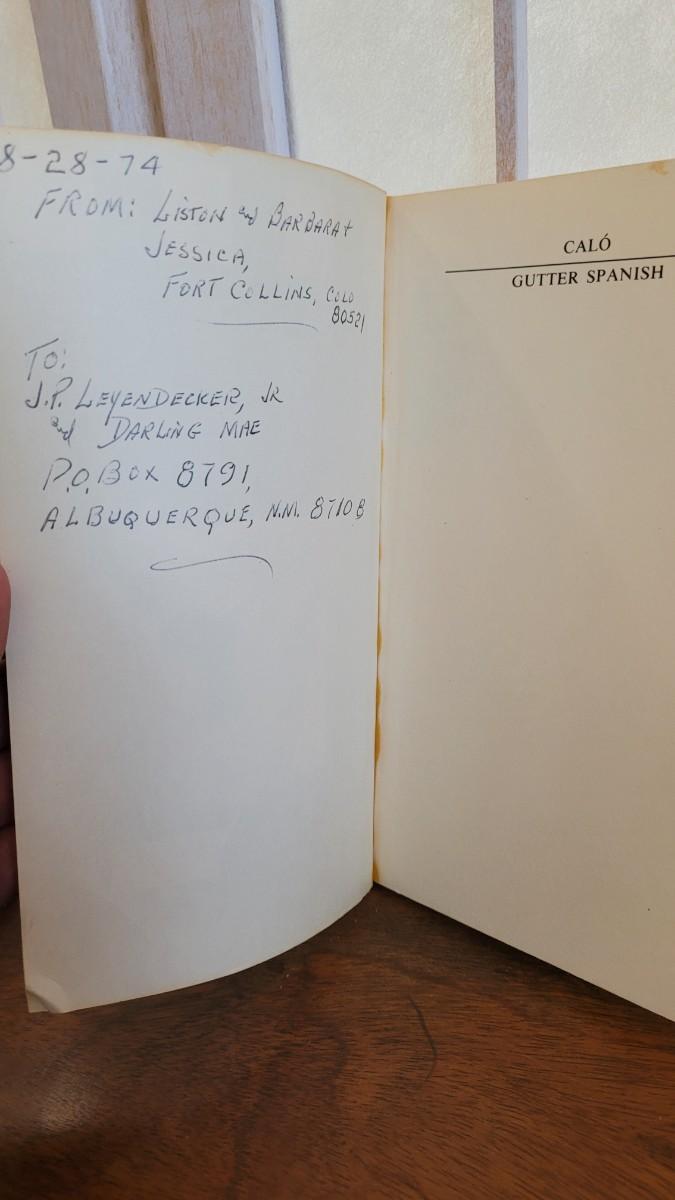 8-28-74
FROM: LISTON and BARBARA +
JESSICA,
FORT COLLINS, COLO
80521
TO:
J.P. LEYENDECKER, JR
and DARLING MAE
P.O. BOX 8791,
ALBUQUERQUE, N.M. 87108
CALÓ
GUTTER SPANISH